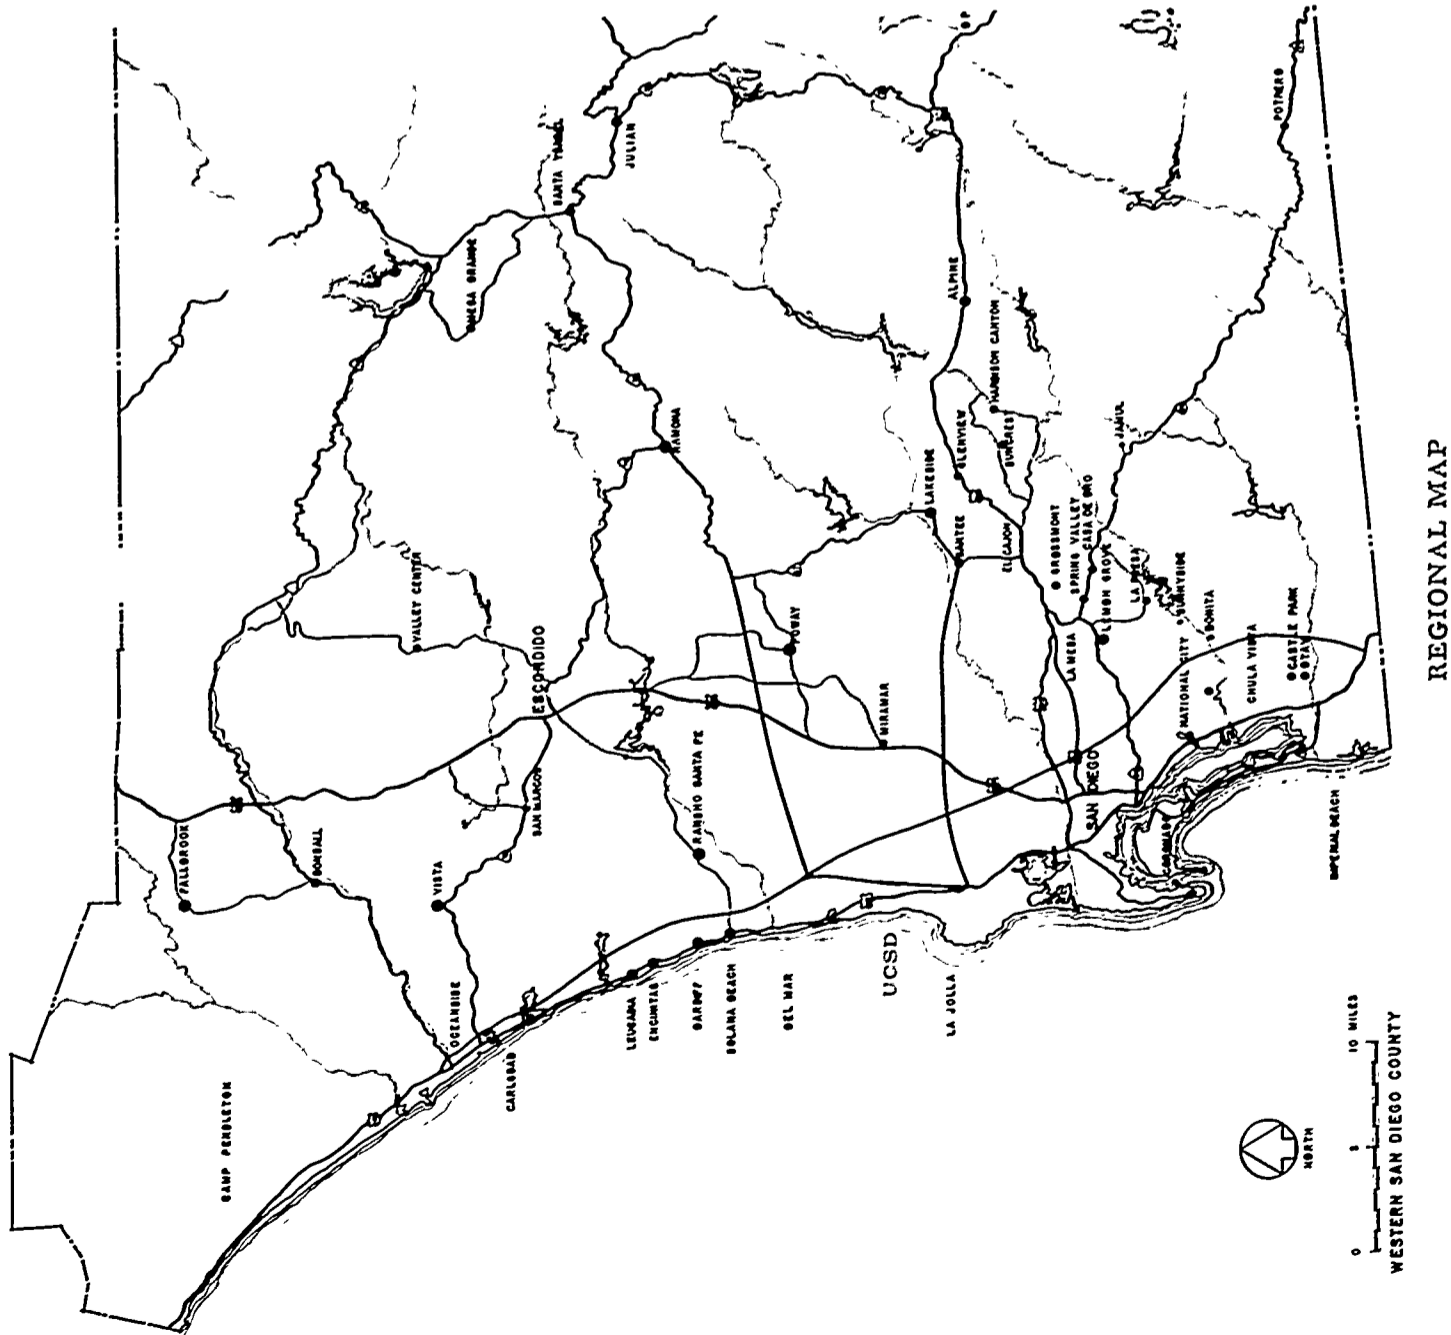 CAMP PENDLETON
FALLBROOK
BONSALL
OCEANSIDE
VISTA
CARLSBAD
SAN MARCOS
VALLEY CENTER
ESCONDIDO
MESA GRANDE
SANTA YSABEL
JULIAN
RAMONA
LEUCADIA
ENCINITAS
CARDIFF
SOLANA BEACH
RANCHO SANTA FE
DEL MAR
POWAY
UCSD
MIRAMAR
LA JOLLA
LAKESIDE
SANTEE
GLENVIEW
EL CAJON
HARBISON CANYON
ALPINE
GROSSMONT
SPRING VALLEY
CASA DE ORO
LA MESA
LEMON GROVE
LA PRESA
JAMUL
SAN DIEGO
CORONADO
NATIONAL CITY
SUNNYSIDE
BONITA
CHULA VISTA
CASTLE PARK
OTAY
IMPERIAL BEACH
POTRERO
NORTH
0 5 10 MILES
WESTERN SAN DIEGO COUNTY
REGIONAL MAP